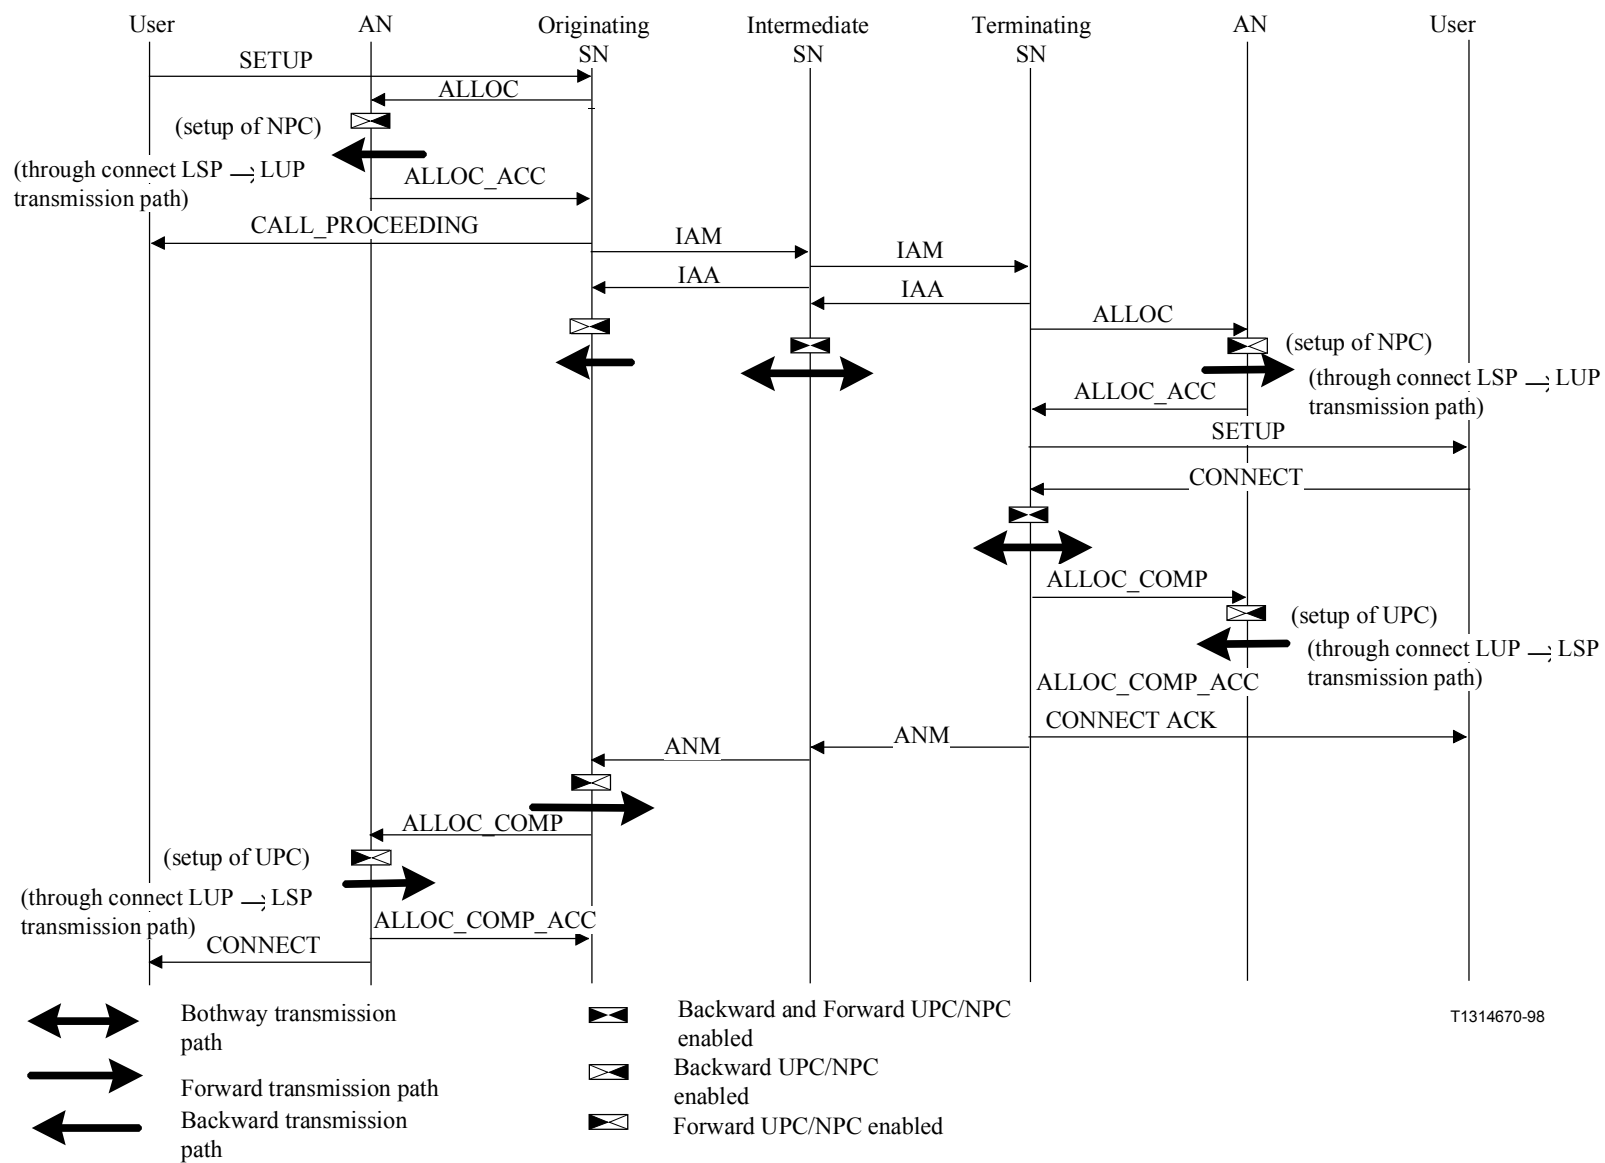 User
AN
Originating
SN
Intermediate
SN
Terminating
SN
AN
User
SETUP
ALLOC
(setup of NPC)
(through connect LSP → LUP
transmission path)
ALLOC_ACC
CALL_PROCEEDING
IAM
IAM
IAA
IAA
ALLOC
(setup of NPC)
(through connect LSP → LUP
transmission path)
ALLOC_ACC
SETUP
CONNECT
ALLOC_COMP
(setup of UPC)
(through connect LUP → LSP
transmission path)
ALLOC_COMP_ACC
CONNECT ACK
ANM
ANM
ALLOC_COMP
(setup of UPC)
(through connect LUP → LSP
transmission path)
ALLOC_COMP_ACC
CONNECT
Bothway transmission
path
Forward transmission path
Backward transmission
path
Backward and Forward UPC/NPC
enabled
Backward UPC/NPC
enabled
Forward UPC/NPC enabled
T1314670-98